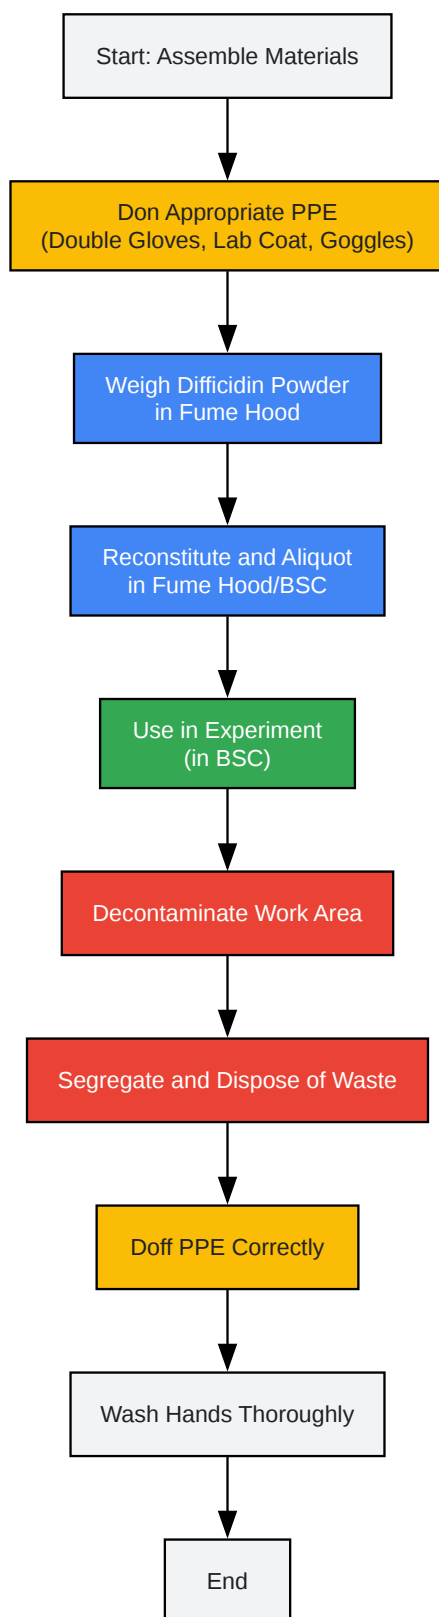 Start: Assemble Materials
Don Appropriate PPE
(Double Gloves, Lab Coat, Goggles)
Weigh Difficidin Powder
in Fume Hood
Reconstitute and Aliquot
in Fume Hood/BSC
Use in Experiment
(in BSC)
Decontaminate Work Area
Segregate and Dispose of Waste
Doff PPE Correctly
Wash Hands Thoroughly
End